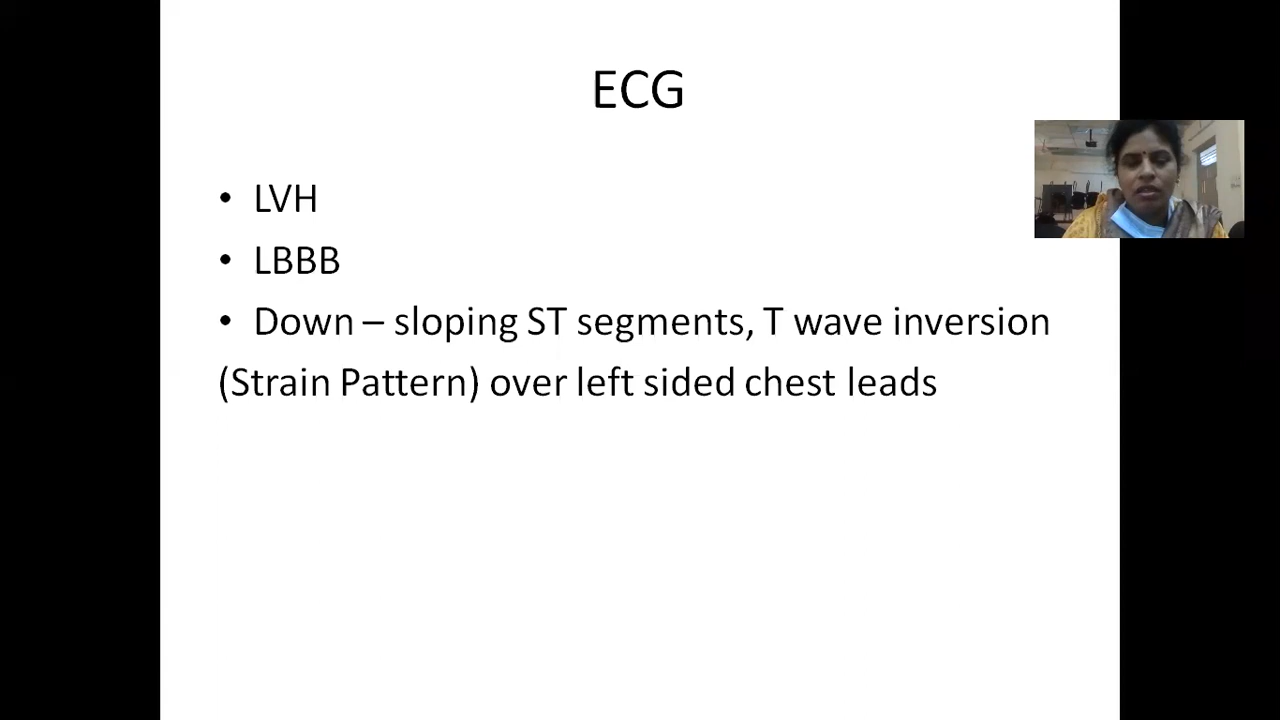 ECG
• LVH
• LBBB
• Down – sloping ST segments, T wave inversion
(Strain Pattern) over left sided chest leads